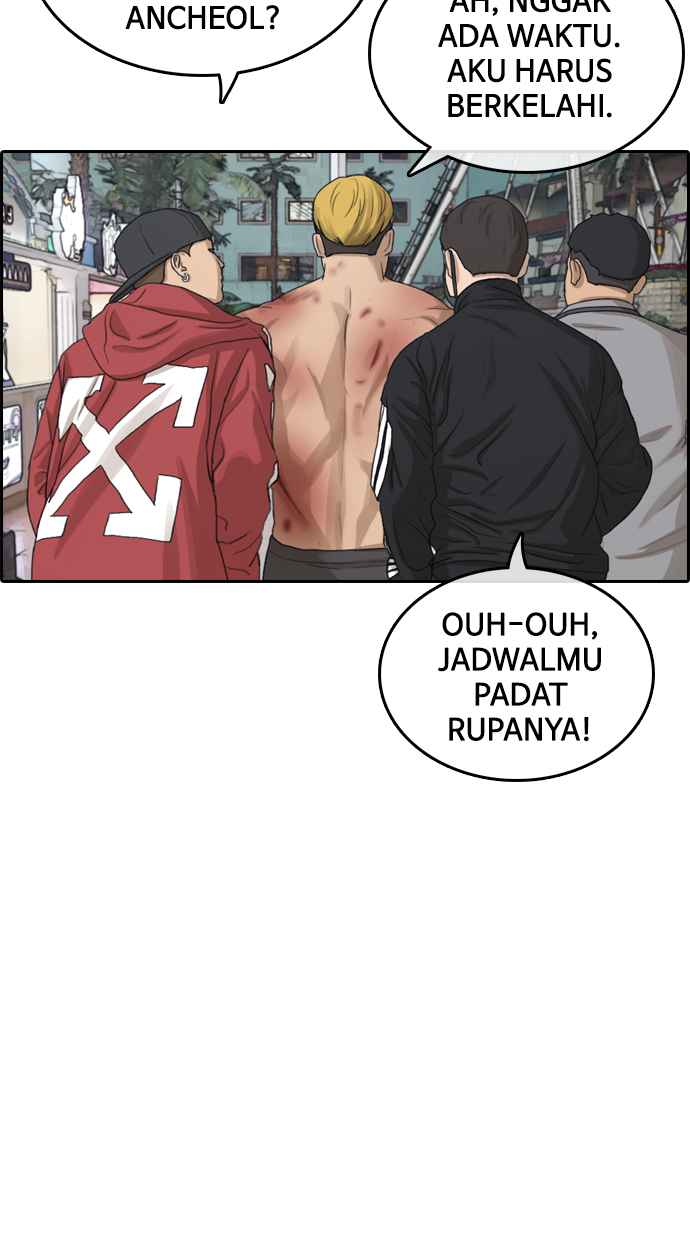 ANCHEOL?
AH, NGGAK
ADA WAKTU.
AKU HARUS
BERKELAHI.
OUH-OUH,
JADWALMU
PADAT
RUPANYA!